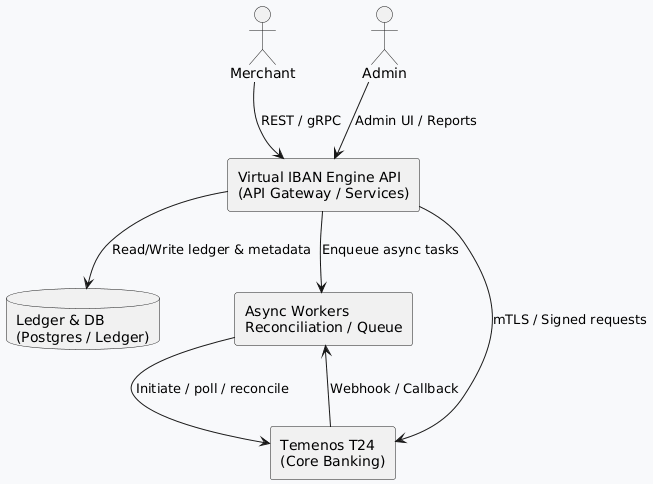 Merchant
Admin
REST / gRPC
Admin UI / Reports
Virtual IBAN Engine API
(API Gateway / Services)
Read/Write ledger & metadata
Enqueue async tasks
Ledger & DB
(Postgres / Ledger)
Async Workers
Reconciliation / Queue
mTLS / Signed requests
Initiate / poll / reconcile
Webhook / Callback
Temenos T24
(Core Banking)